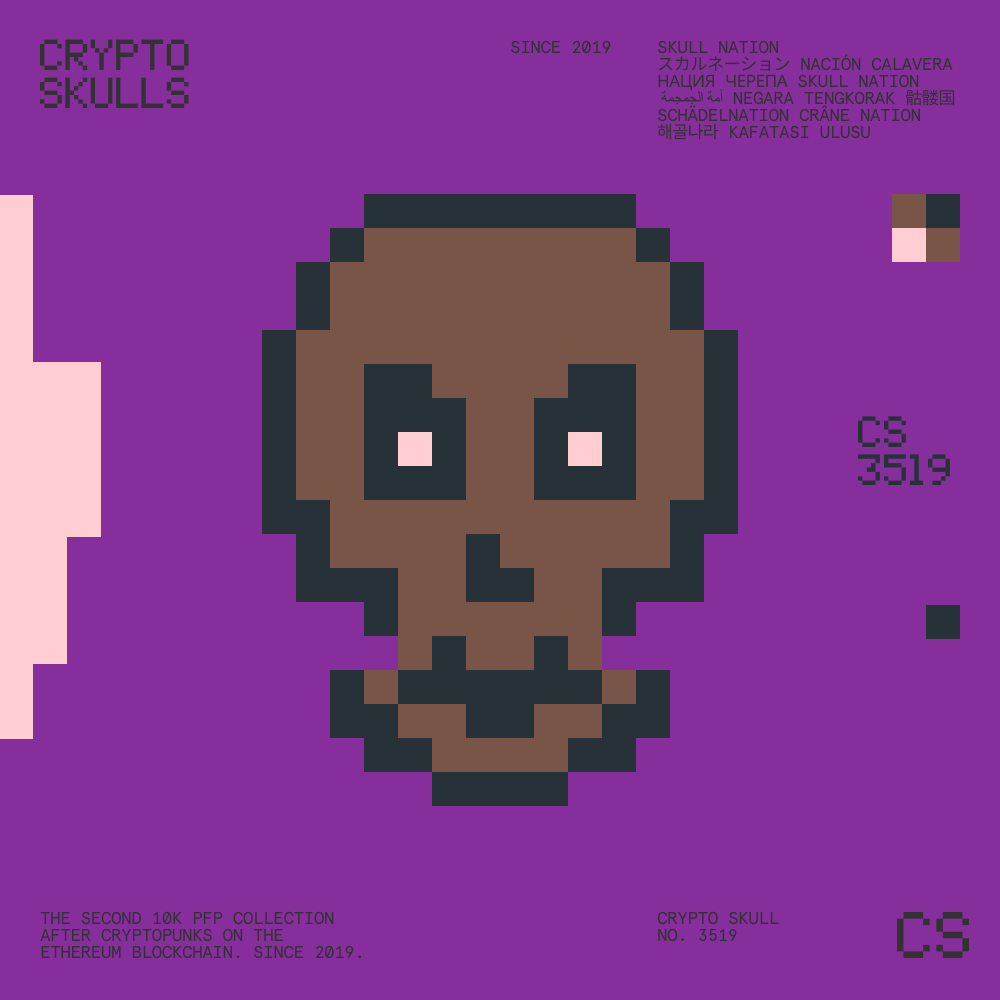 CRYPTO
SKULLS
SINCE 2019
SKULL NATION
スカルネーション NACIÓN CALAVERA
НАЦИЯ ЧЕРЕПА SKULL NATION
أمة الجمجمة NEGARA TENGKORAK 骷髅国
SCHÄDELNATION CRÂNE NATION
해골나라 KAFATASI ULUSU
CS
3519
THE SECOND 10K PFP COLLECTION
AFTER CRYPTOPUNKS ON THE
ETHEREUM BLOCKCHAIN. SINCE 2019.
CRYPTO SKULL
NO. 3519
CS